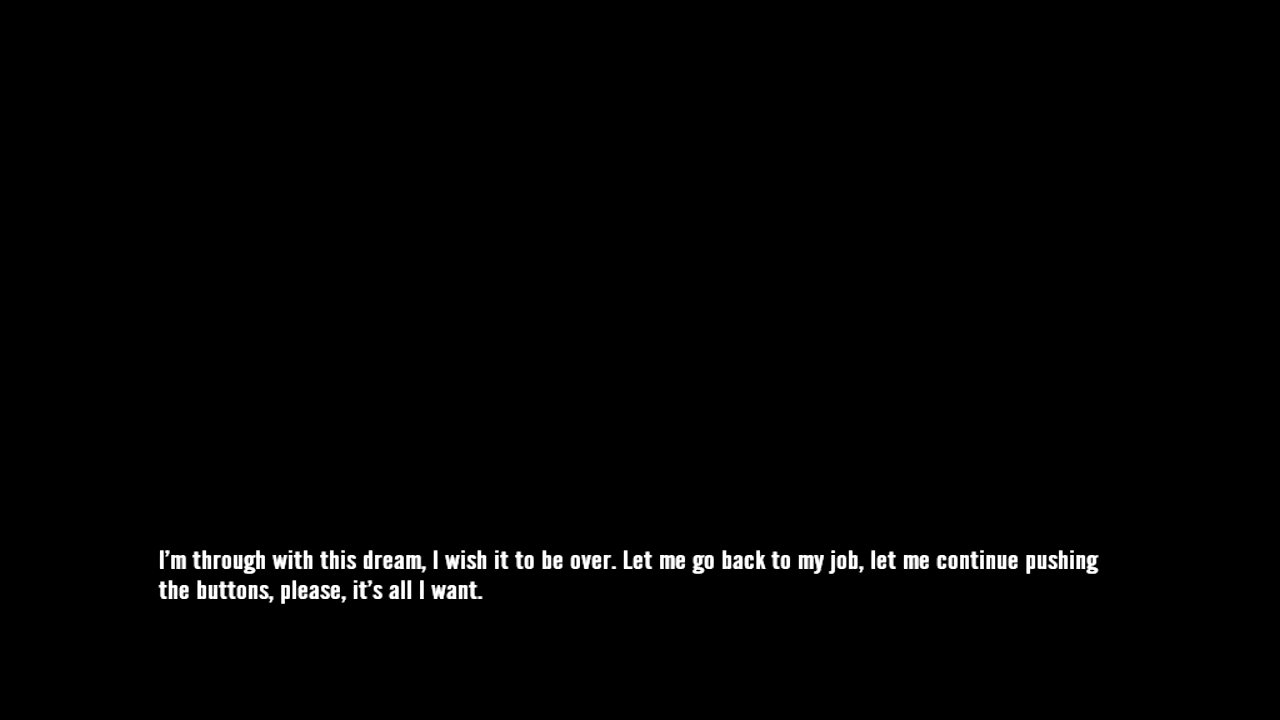 I’m through with this dream, I wish it to be over. Let me go back to my job, let me continue pushing
the buttons, please, it’s all I want.